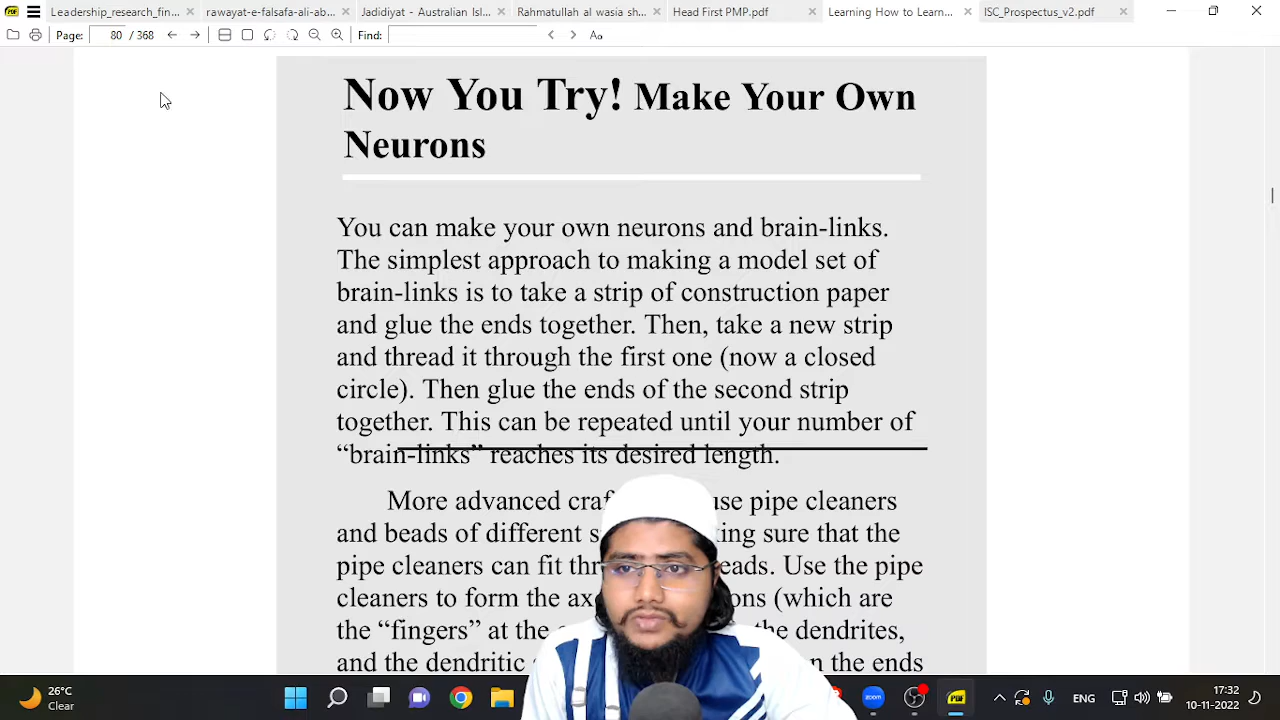 Leadership_research_fin...
rawayat-e-falsafa-al-ab...
Jadidiyat - Australian Isl...
Rahmatullah al wasia sh...
Head First PMP.pdf
Learning How to Learn...
ISC_Prospectus_v2.pdf
Page: 80 / 368
Find:
Now You Try! Make Your Own
Neurons
You can make your own neurons and brain-links.
The simplest approach to making a model set of
brain-links is to take a strip of construction paper
and glue the ends together. Then, take a new strip
and thread it through the first one (now a closed
circle). Then glue the ends of the second strip
together. This can be repeated until your number of
“brain-links” reaches its desired length.
More advanced use pipe cleaners
and beads of different sure that the
pipe cleaners can fit Use the pipe
cleaners to form the (which are
the “fingers” at the the dendrites,
and the dendritic the ends
26°C
Clear
zoom
PDF
ENG
17:32
10-11-2022